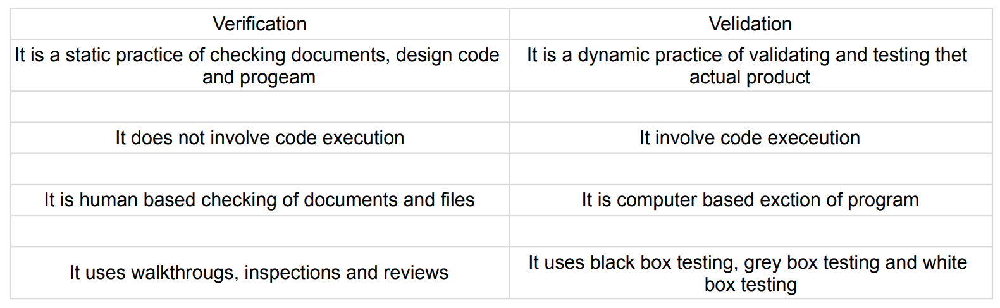 Verification
Velidation
It is a static practice of checking documents, design code
and progeam
It is a dynamic practice of validating and testing thet
actual product
It does not involve code execution
It involve code execeution
It is human based checking of documents and files
It is computer based exction of program
It uses walkthrougs, inspections and reviews
It uses black box testing, grey box testing and white
box testing